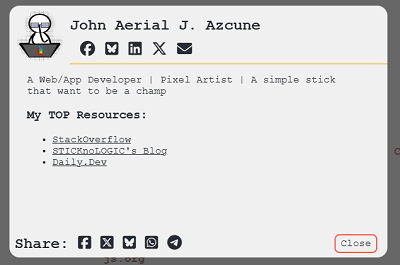 John Aerial J. Azcune
A Web/App Developer | Pixel Artist | A simple stick
that want to be a champ
My TOP Resources:
StackOverflow
STICKnoLOGIC's Blog
Daily.Dev
Share:
Close
js.org